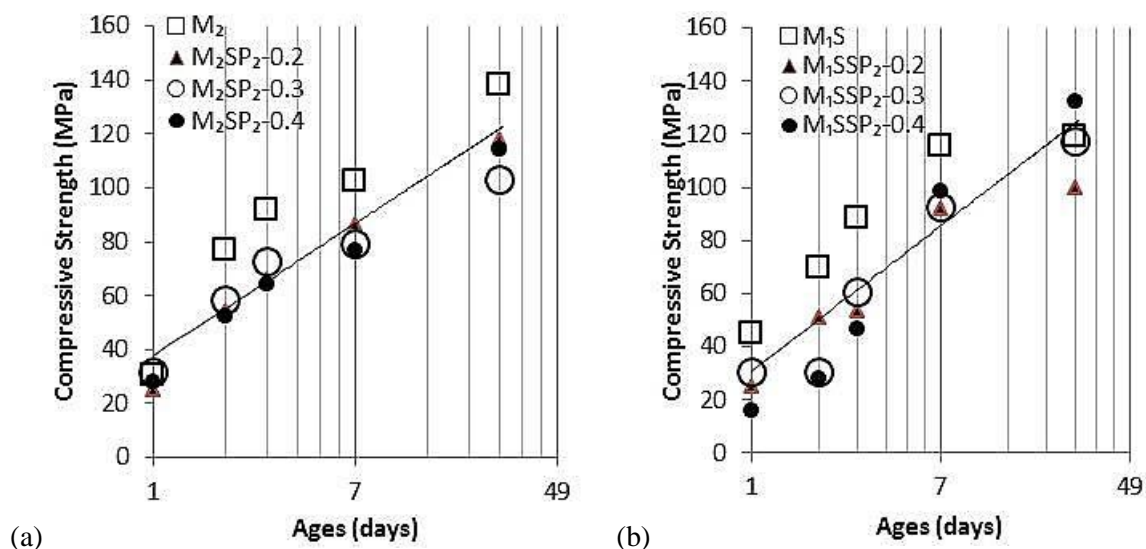 160
140
120
100
80
60
40
20
0
Compressive Strength (MPa)
M₂
M₂SP₂-0.2
M₂SP₂-0.3
M₂SP₂-0.4
1
7
49
Ages (days)
(a)
160
140
120
100
80
60
40
20
0
Compressive Strength (MPa)
M₁S
M₁SSP₂-0.2
M₁SSP₂-0.3
M₁SSP₂-0.4
1
7
49
Ages (days)
(b)